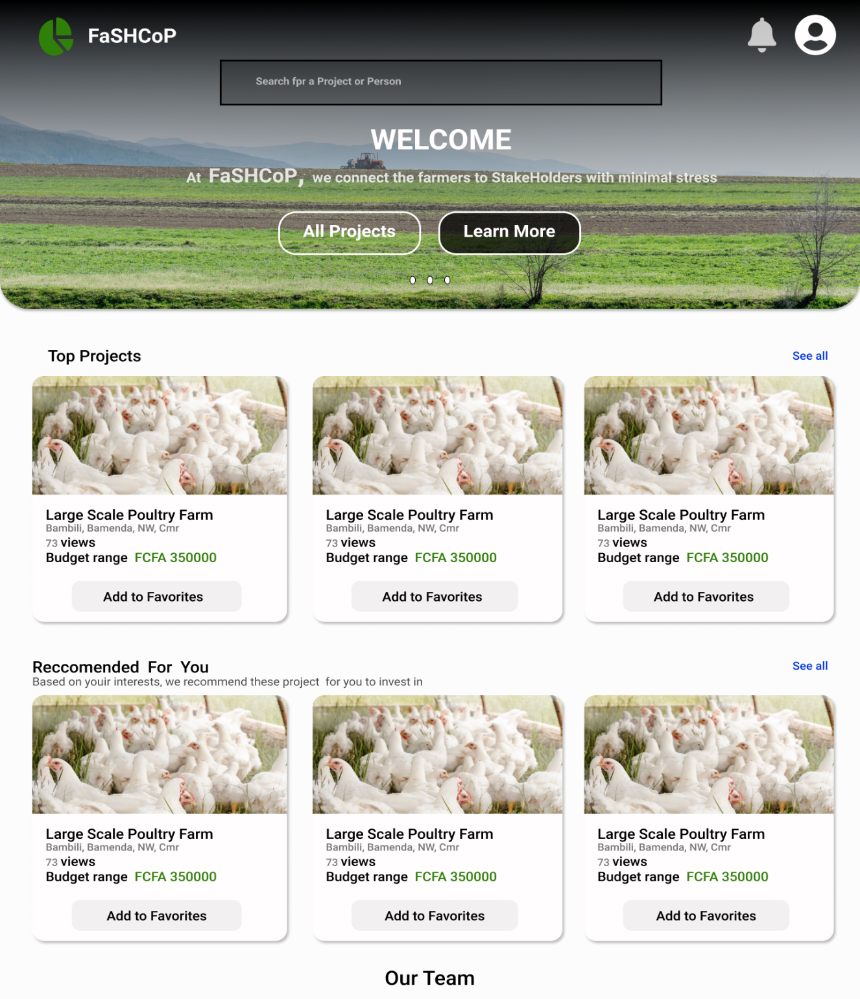 FaSHCoP
Search fpr a Project or Person
WELCOME
At FaSHCoP, we connect the farmers to StakeHolders with minimal stress
All Projects Learn More
Top Projects See all
Large Scale Poultry Farm Large Scale Poultry Farm Large Scale Poultry Farm
Bambili, Bamenda, NW, Cmr Bambili, Bamenda, NW, Cmr Bambili, Bamenda, NW, Cmr
73 views 73 views 73 views
Budget range FCFA 350000 Budget range FCFA 350000 Budget range FCFA 350000
Add to Favorites Add to Favorites Add to Favorites
Reccomended For You See all
Based on youir interests, we recommend these project for you to invest in
Large Scale Poultry Farm Large Scale Poultry Farm Large Scale Poultry Farm
Bambili, Bamenda, NW, Cmr Bambili, Bamenda, NW, Cmr Bambili, Bamenda, NW, Cmr
73 views 73 views 73 views
Budget range FCFA 350000 Budget range FCFA 350000 Budget range FCFA 350000
Add to Favorites Add to Favorites Add to Favorites
Our Team